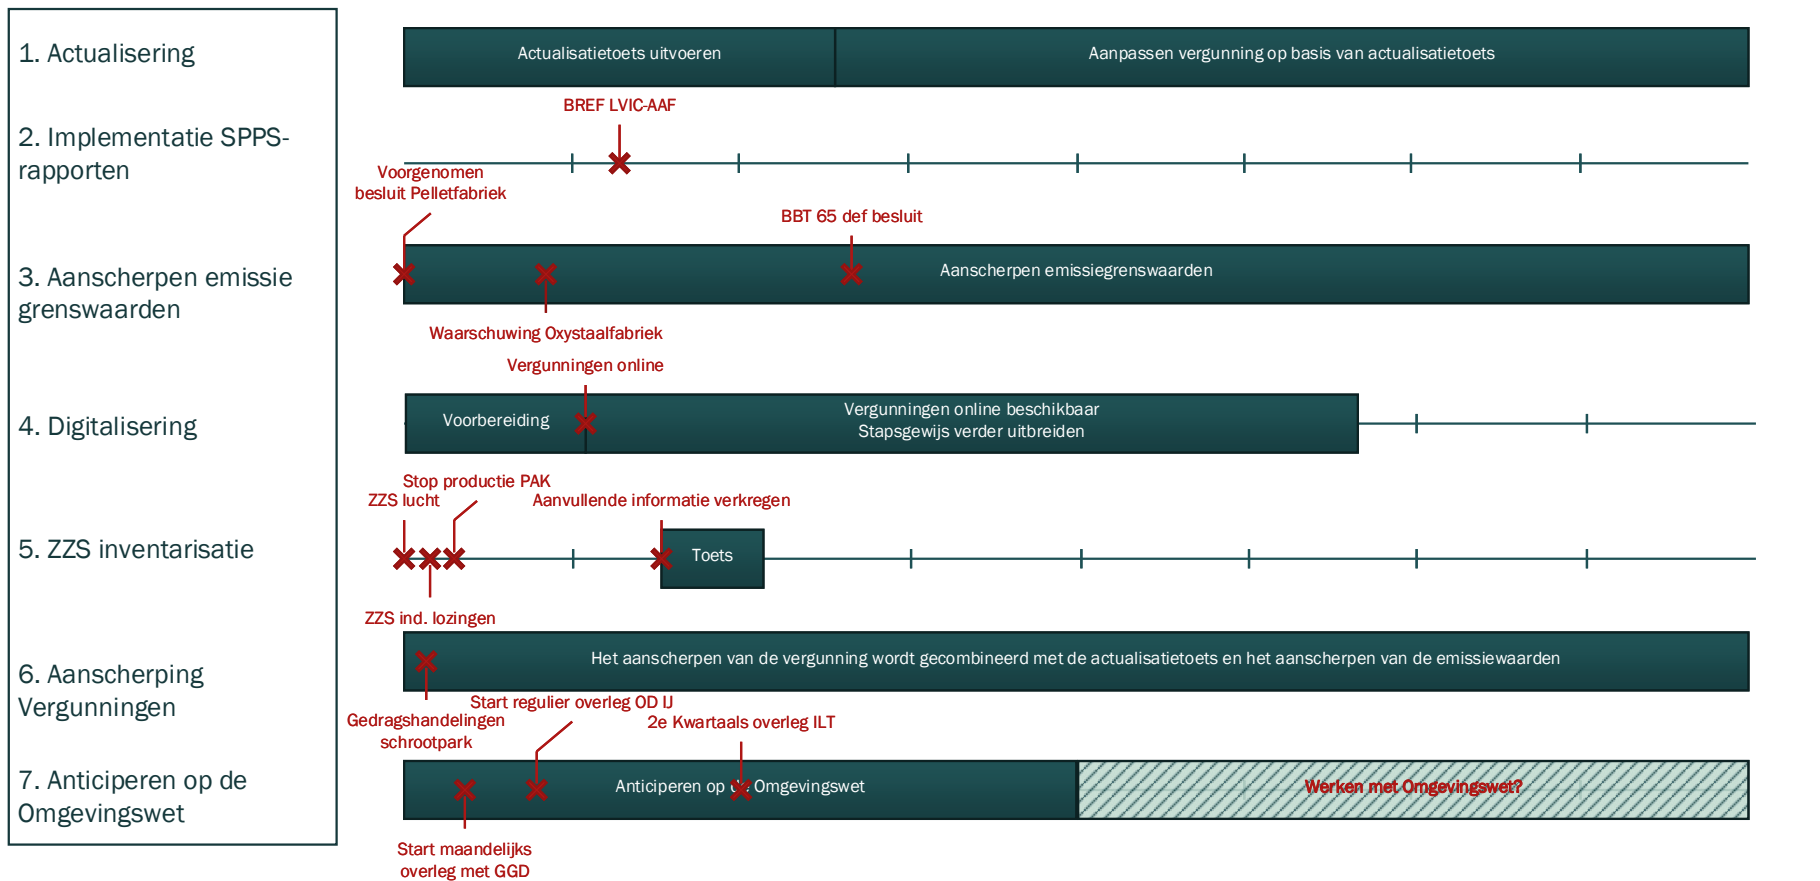 1. Actualisering
Actualisatietoets uitvoeren
Aanpassen vergunning op basis van actualisatietoets
2. Implementatie SPPS-
rapporten
BREF LVIC-AAF
Voorgenomen
besluit Pelletfabriek
BBT 65 def besluit
3. Aanscherpen emissie
grenswaarden
Aanscherpen emissiegrenswaarden
Waarschuwing Oxystaalfabriek
Vergunningen online
4. Digitalisering
Voorbereiding
Vergunningen online beschikbaar
Stapsgewijs verder uitbreiden
Stop productie PAK
ZZS lucht
Aanvullende informatie verkregen
5. ZZS inventarisatie
Toets
ZZS ind. lozingen
6. Aanscherping
Vergunningen
Het aanscherpen van de vergunning wordt gecombineerd met de actualisatietoets en het aanscherpen van de emissiewaarden
Gedragshandelingen
schrootpark
Start regulier overleg OD IJ
2e Kwartaals overleg ILT
7. Anticiperen op de
Omgevingswet
Anticiperen op de Omgevingswet
Werken met Omgevingswet?
Start maandelijks
overleg met GGD